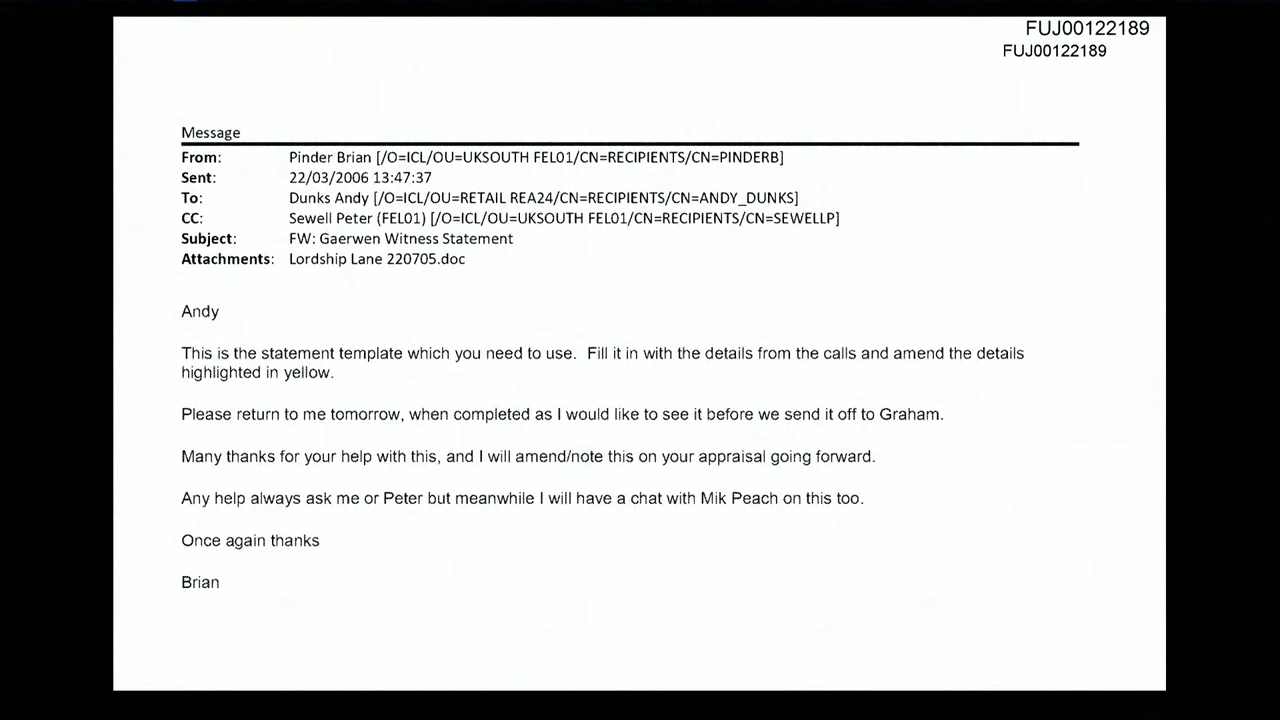 FUJ00122189
FUJ00122189
Message
From: Pinder Brian [/O=ICL/OU=UKSOUTH FEL01/CN=RECIPIENTS/CN=PINDERB]
Sent: 22/03/2006 13:47:37
To: Dunks Andy [/O=ICL/OU=RETAIL REA24/CN=RECIPIENTS/CN=ANDY_DUNKS]
CC: Sewell Peter (FEL01) [/O=ICL/OU=UKSOUTH FEL01/CN=RECIPIENTS/CN=SEWELLP]
Subject: FW: Gaerwen Witness Statement
Attachments: Lordship Lane 220705.doc
Andy
This is the statement template which you need to use. Fill it in with the details from the calls and amend the details
highlighted in yellow.
Please return to me tomorrow, when completed as I would like to see it before we send it off to Graham.
Many thanks for your help with this, and I will amend/note this on your appraisal going forward.
Any help always ask me or Peter but meanwhile I will have a chat with Mik Peach on this too.
Once again thanks
Brian